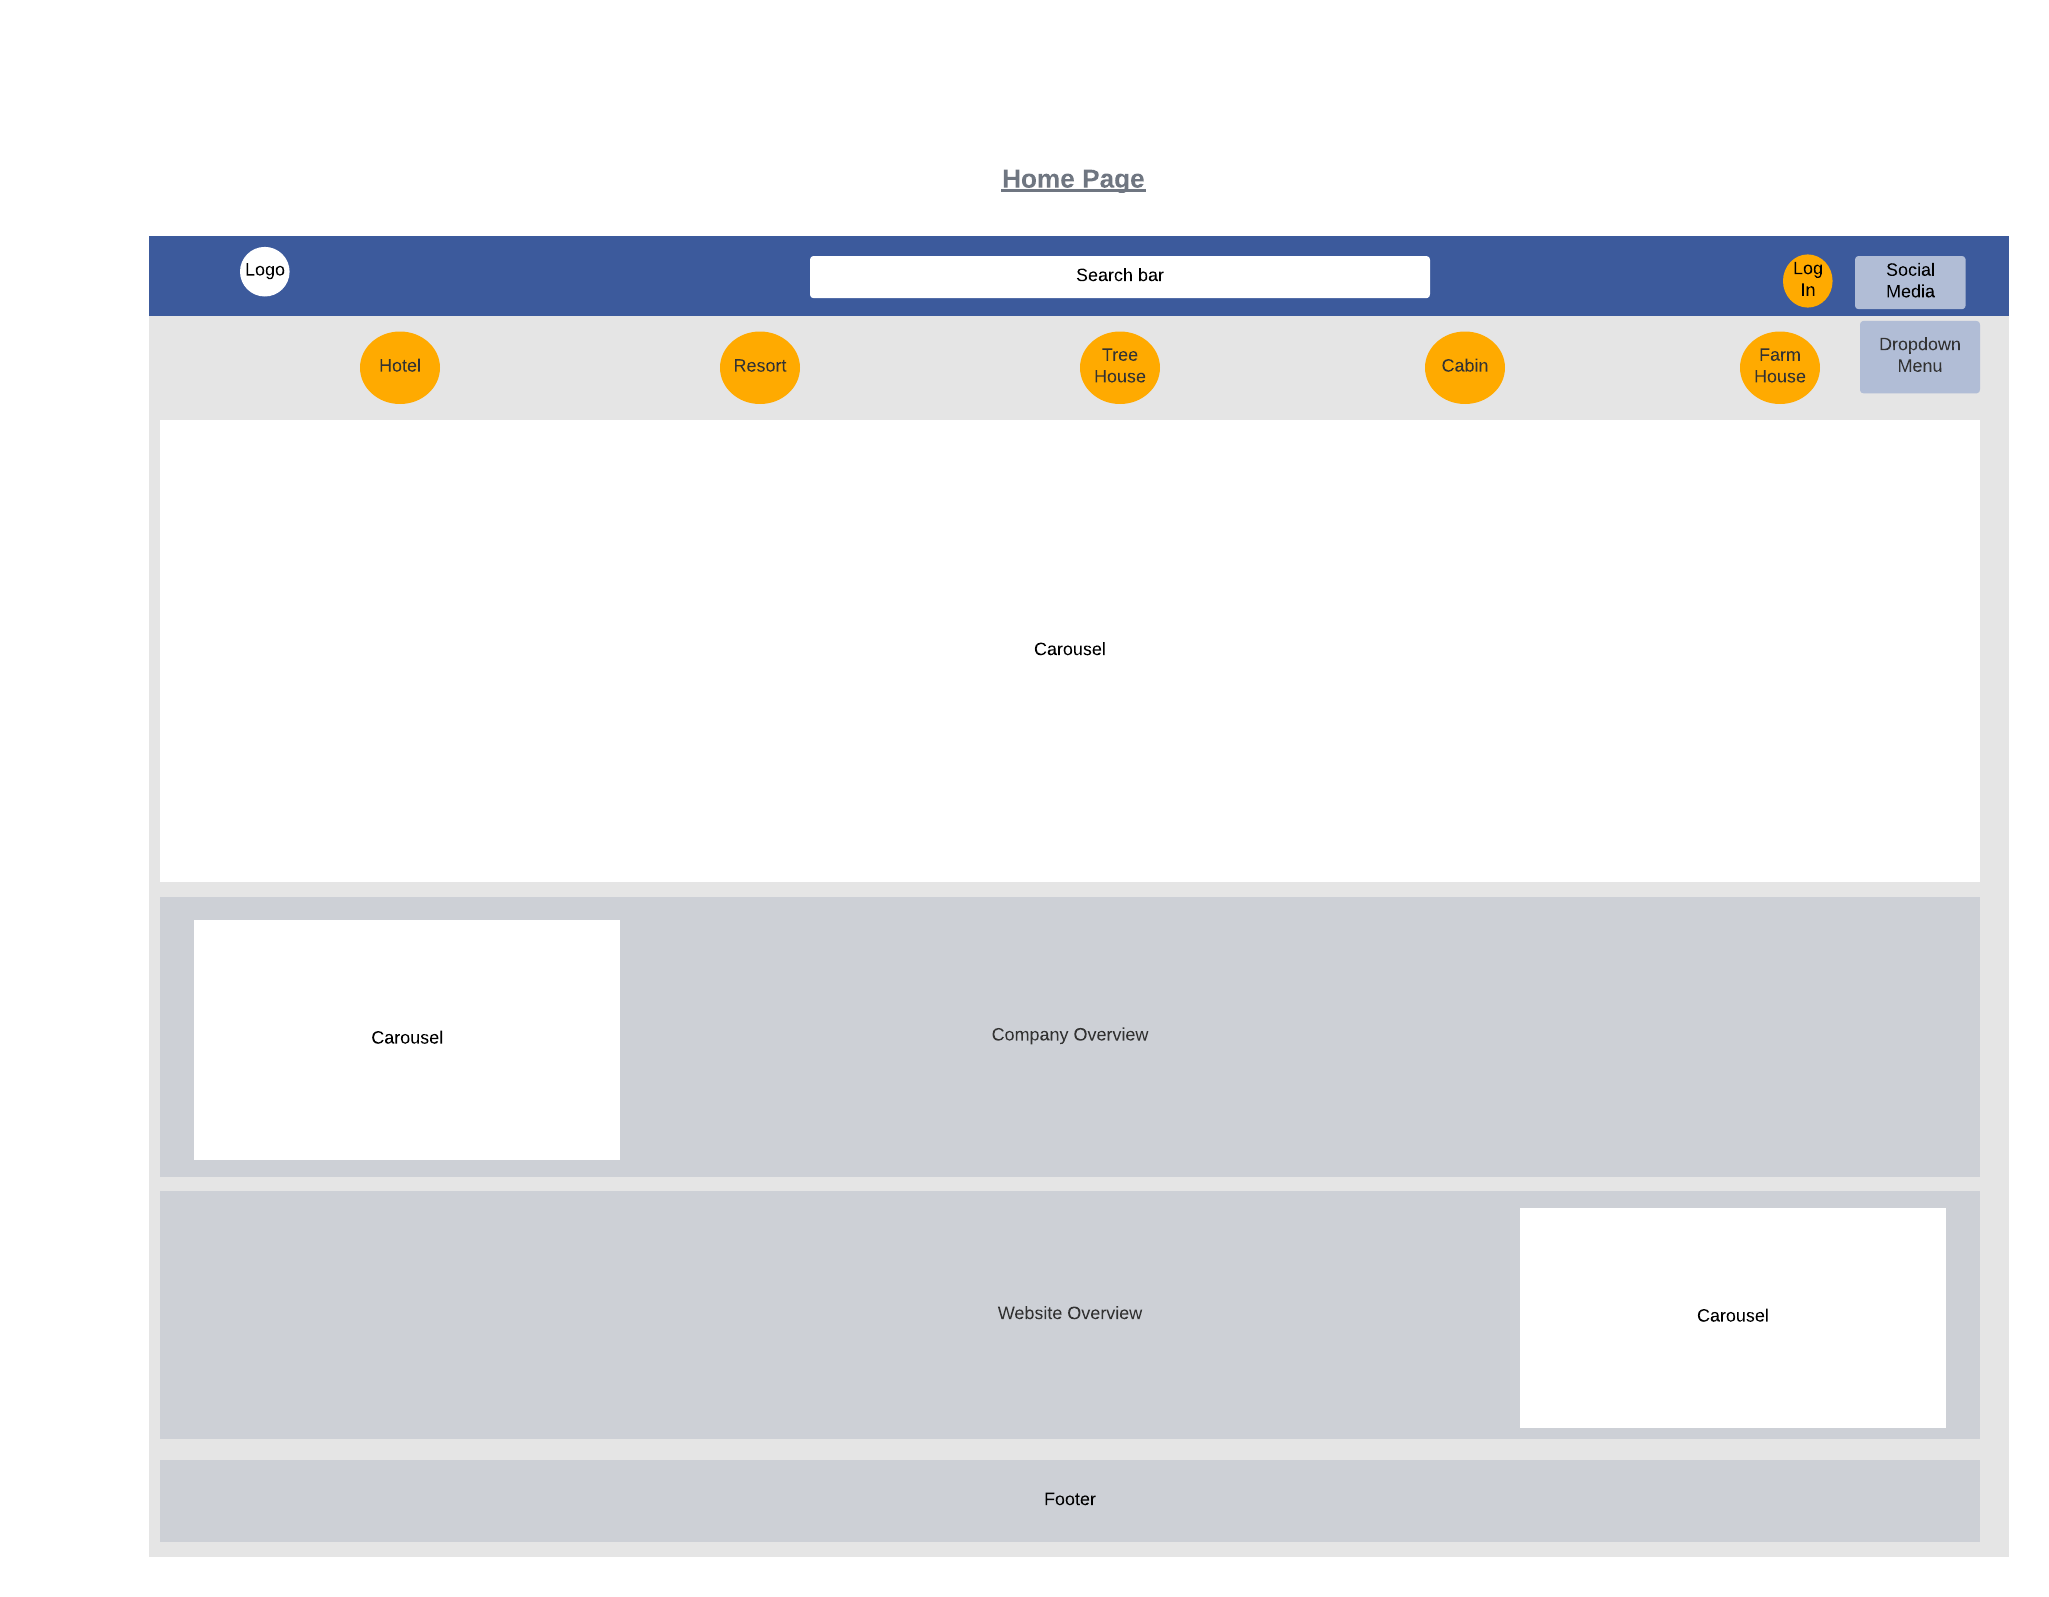 Home Page
Logo
Search bar
Log
In
Social
Media
Hotel
Resort
Tree
House
Cabin
Farm
House
Dropdown
Menu
Carousel
Carousel
Company Overview
Website Overview
Carousel
Footer